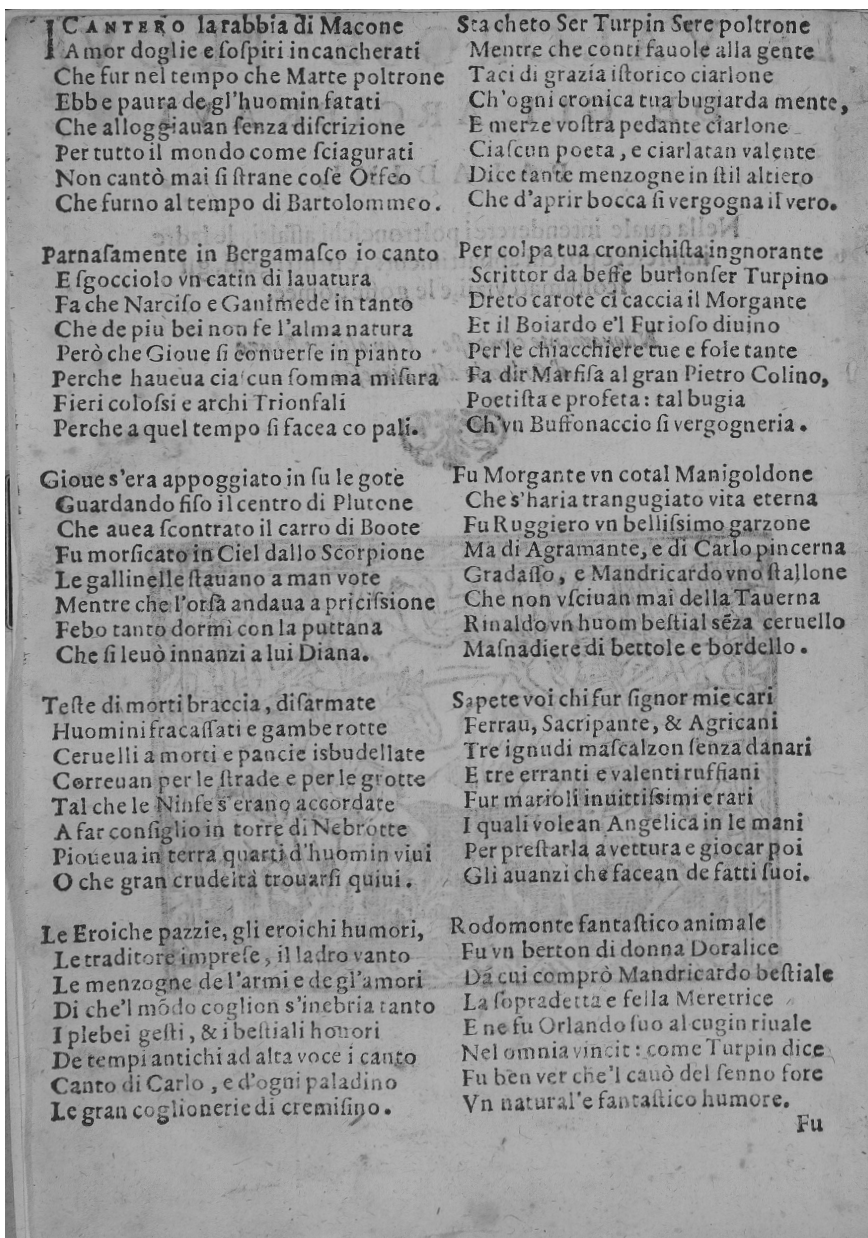 I CANTERO la rabbia di Macone
Amor doglie e ſoſpiri incancherati
Che fur nel tempo che Marte poltrone
Ebbe paura de gl'huomin fatati
Che alloggiauan ſenza diſcrizione
Per tutto il mondo come ſciagurati
Non cantò mai ſi ſtrane coſe Orfeo
Che furno al tempo di Bartolommeo.
Parnaſamente in Bergamaſco io canto
E ſgocciolo vn catin di lauatura
Fa che Narciſo e Ganimede in tanto
Che de piu bei non fe l'alma natura
Però che Gioue ſi conuerſe in pianto
Perche haueua cia cun ſomma miſura
Fieri coloſsi e archi Trionfali
Perche a quel tempo ſi facea co pali.
Gioue s'era appoggiato in ſu le gote
Guardando fiſo il centro di Plutone
Che auea ſcontrato il carro di Boote
Fu morſicato in Ciel dallo Scorpione
Le gallinelle ſtauano a man vote
Mentre che l'orſa andaua a priciſsione
Febo tanto dormì con la puttana
Che ſi leuò innanzi a lui Diana.
Teſte di morti braccia, diſarmate
Huomini fracaſſati e gambe rotte
Ceruelli a morti e pancie isbudellate
Correuan per le ſtrade e per le grotte
Tal che le Ninfe s'erano accordate
A far conſiglio in torre di Nebrotte
Pioueua in terra quarti d'huomin viui
O che gran crudeità trouarſi quiui.
Le Eroiche pazzie, gli eroichi humori,
Le traditore impreſe, il ladro vanto
Le menzogne de l'armi e de gl'amori
Di che'l mõdo coglion s'inebria tanto
I plebei geſti, & i beſtiali honori
De tempi antichi ad alta voce i canto
Canto di Carlo, e d'ogni paladino
Le gran coglionerie di cremiſino.
Sta cheto Ser Turpin Sere poltrone
Mentre che conti fauole alla gente
Taci di grazia iſtorico ciarlone
Ch'ogni cronica tua bugiarda mente,
E merze voſtra pedante ciarlone
Ciaſcun poeta, e ciarlatan valente
Dice tante menzogne in ſtil altiero
Che d'aprir bocca ſi vergogna il vero.
Per colpa tua cronichiſta ingnorante
Scrittor da beffe burlonſer Turpino
Dreto carote ci caccia il Morgante
Et il Boiardo e'l Furioſo diuino
Per le chiacchiere tue e fole tante
Fa dir Marfiſa al gran Pietro Colino,
Poetiſta e profeta: tal bugia
Ch'vn Buffonaccio ſi vergogneria.
Fu Morgante vn cotal Manigoldone
Che s'haria trangugiato vita eterna
Fu Ruggiero vn belliſsimo garzone
Ma di Agramante, e di Carlo pincerna
Gradaſſo, e Mandricardo vno ſtallone
Che non vſciuan mai della Tauerna
Rinaldo vn huom beſtial sẽza ceruello
Maſnadiere di bettole e bordello.
Sapete voi chi fur ſignor mie cari
Ferrau, Sacripante, & Agricani
Tre ignudi maſcalzon ſenza danari
E tre erranti e valenti ruffiani
Fur marioli inuittiſsimi e rari
I quali volean Angelica in le mani
Per preſtarla a vettura e giocar poi
Gli auanzi che facean de fatti ſuoi.
Rodomonte fantaſtico animale
Fu vn berton di donna Doralice
Da cui comprò Mandricardo beſtiale
La ſopradetta e fella Meretrice
E ne fu Orlando ſuo al cugin riuale
Nel omnia vincit: come Turpin dice
Fu ben ver che'l cauò del ſenno fore
Vn natural'e fantaſtico humore.
Fu